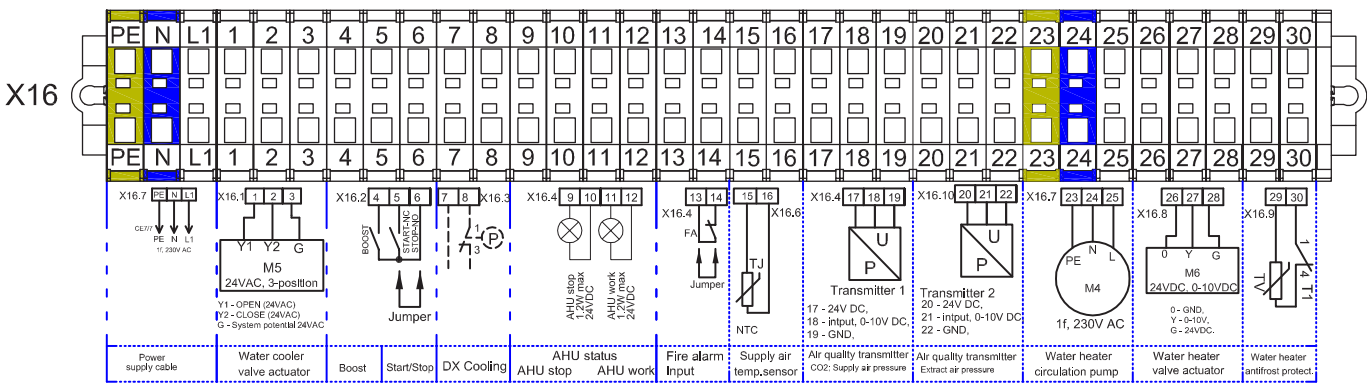 PE N L1 1 2 3 4 5 6 7 8 9 10 11 12 13 14 15 16 17 18 19 20 21 22 23 24 25 26 27 28 29 30
X16
PE N L1 1 2 3 4 5 6 7 8 9 10 11 12 13 14 15 16 17 18 19 20 21 22 23 24 25 26 27 28 29 30
X16.7 PE N L1
CE7/7
PE N L1
1f, 230V AC
Power
supply cable
X16.1 1 2 3
Y1 Y2 G
M5
24VAC, 3-position
Y1 - OPEN (24VAC)
Y2 - CLOSE (24VAC)
G - System potential 24VAC
Water cooler
valve actuator
X16.2 4 5 6
BOOST
START-NC
STOP-NO
Jumper
Boost
Start/Stop
7 8 X16.3
1
3
P
DX Cooling
X16.4 9 10 11 12
AHU stop
1,2W max
24VDC
AHU work
1,2W max
24VDC
AHU status
AHU stop AHU work
13 14
X16.4
FA
Jumper
Fire alarm
Input
15 16
X16.6
TJ
NTC
Supply air
temp.sensor
X16.4 17 18 19
U
P
Transmitter 1
17 - 24V DC,
18 - intput, 0-10V DC,
19 - GND,
Air quality transmitter
CO2; Supply air pressure
X16.10 20 21 22
U
P
Transmitter 2
20 - 24V DC,
21 - intput, 0-10V DC
22 - GND,
Air quality transmitter
Extract air pressure
X16.7 23 24 25
PE N L
M4
1f, 230V AC
Water heater
circulation pump
26 27 28
X16.8
0 Y G
M6
24VDC, 0-10VDC
0 - GND,
Y - 0-10V,
G - 24VDC.
Water heater
valve actuator
29 30
X16.9
1
4
T1
TV
Water heater
antifrost protect.